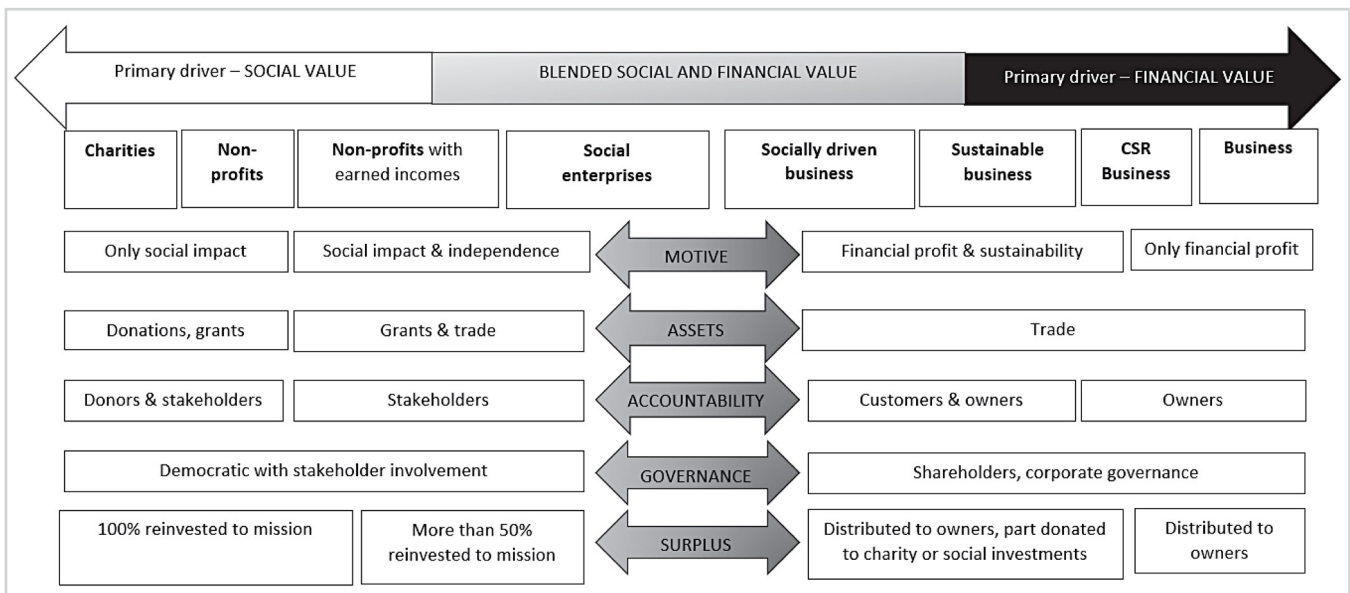 Primary driver – SOCIAL VALUE
BLENDED SOCIAL AND FINANCIAL VALUE
Primary driver – FINANCIAL VALUE
Charities
Non-
profits
Non-profits with
earned incomes
Social
enterprises
Socially driven
business
Sustainable
business
CSR
Business
Business
Only social impact
Social impact & independence
MOTIVE
Financial profit & sustainability
Only financial profit
Donations, grants
Grants & trade
ASSETS
Trade
Donors & stakeholders
Stakeholders
ACCOUNTABILITY
Customers & owners
Owners
Democratic with stakeholder involvement
GOVERNANCE
Shareholders, corporate governance
100% reinvested to mission
More than 50%
reinvested to mission
SURPLUS
Distributed to owners, part donated
to charity or social investments
Distributed to
owners